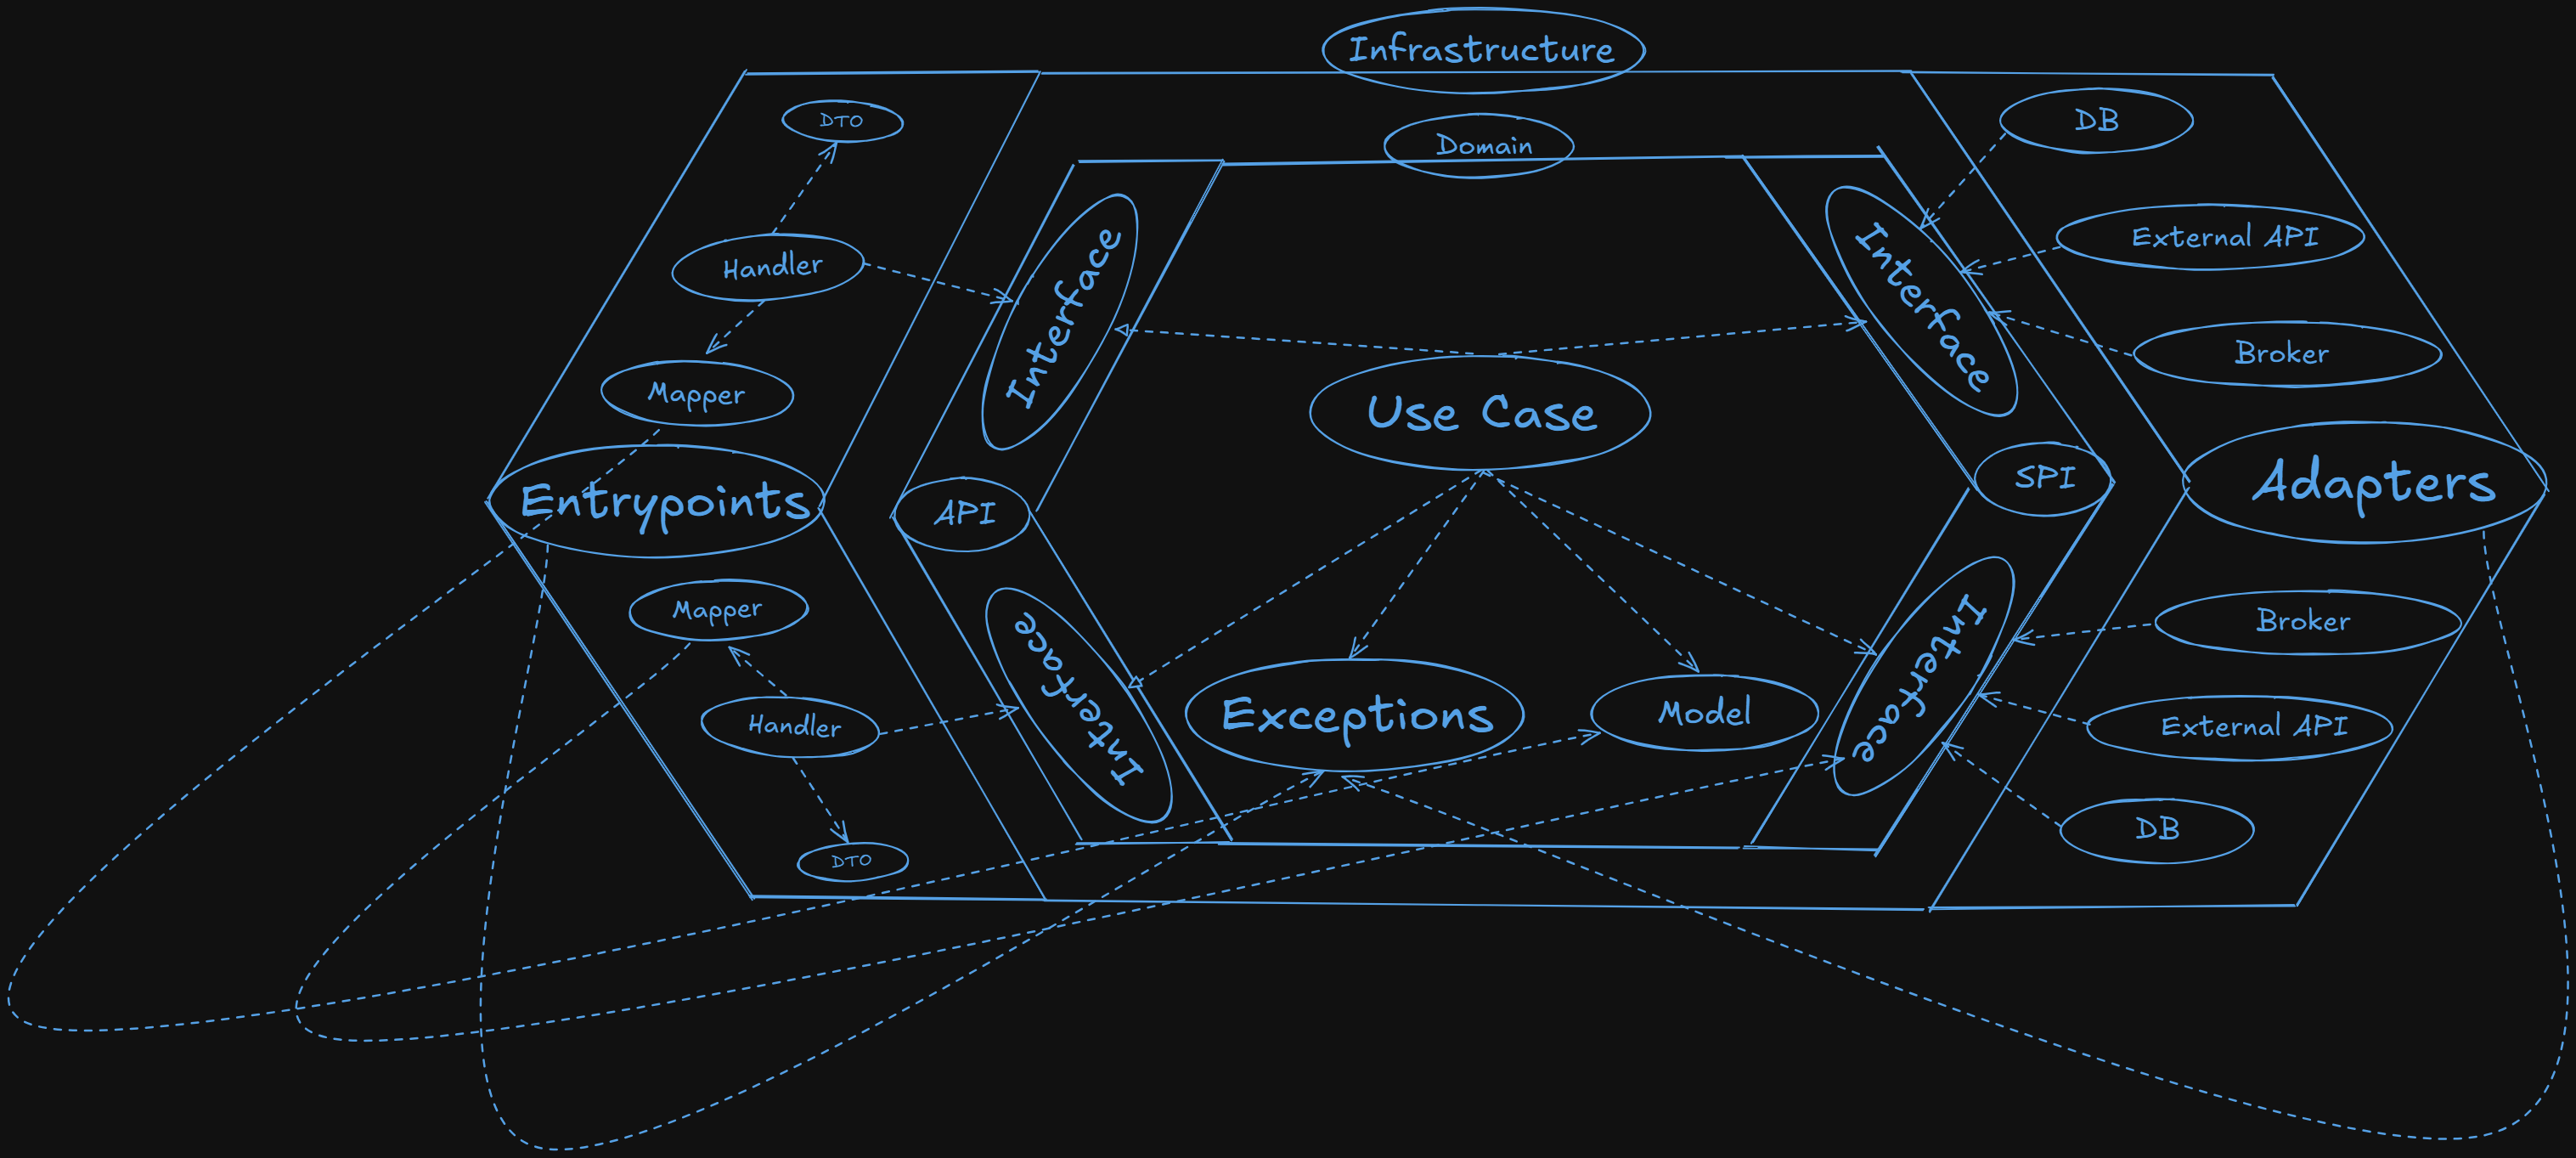 Infrastructure
Domain
DTO
DB
Handler
Interface
Interface
External API
Mapper
Use Case
Broker
Entrypoints
API
SPI
Adapters
Mapper
Interface
Interface
Broker
Handler
Exceptions
Model
External API
DTO
DB